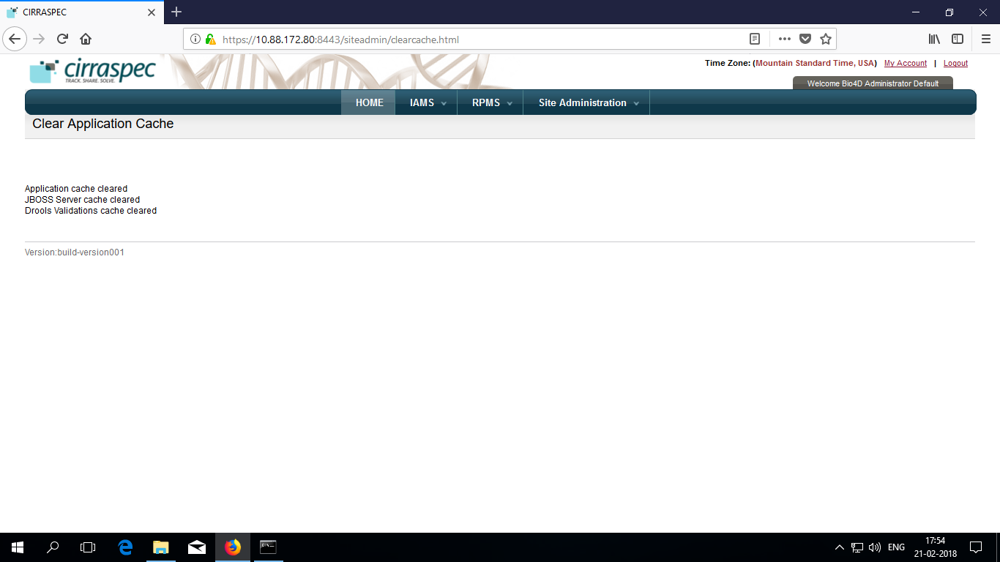 CIRRASPEC
https://10.88.172.80:8443/siteadmin/clearcache.html
cirraspec
TRACK. SHARE. SOLVE.
Time Zone: (Mountain Standard Time, USA) My Account | Logout
Welcome Bio4D Administrator Default
HOME IAMS RPMS Site Administration
Clear Application Cache
Application cache cleared
JBOSS Server cache cleared
Drools Validations cache cleared
Version:build-version001
ENG
17:54
21-02-2018